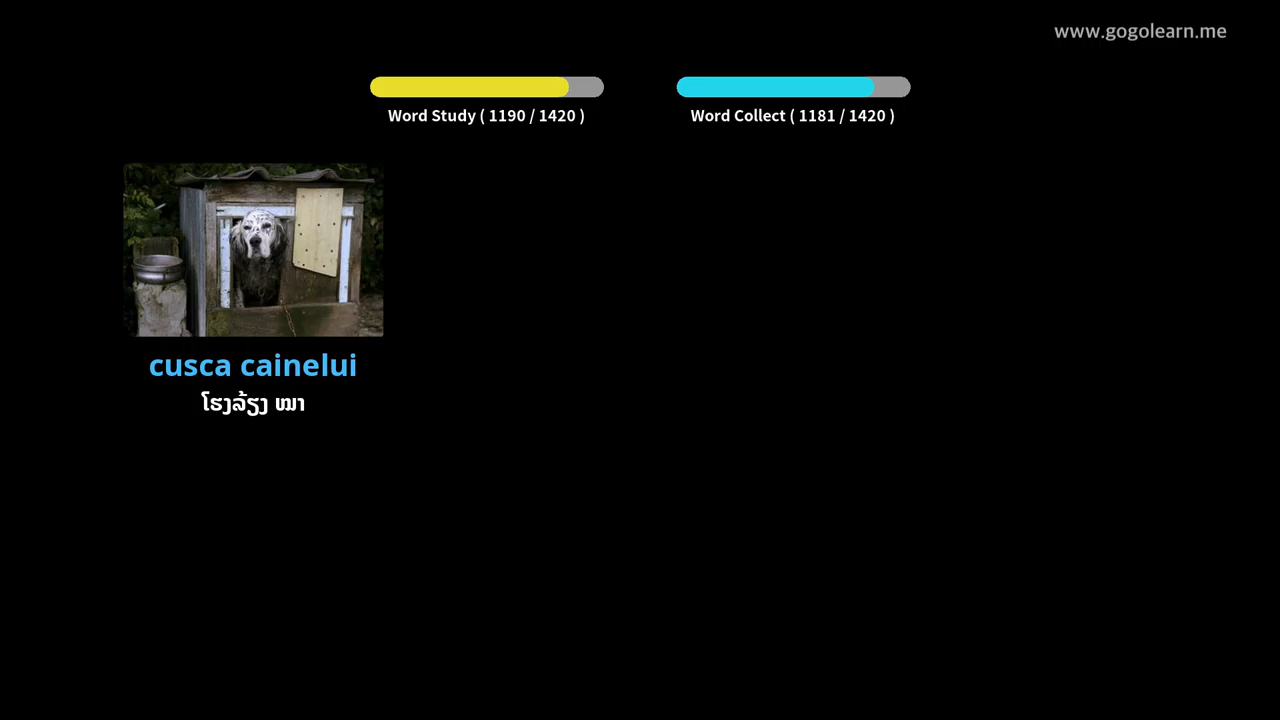 www.gogolearn.me
Word Study ( 1190 / 1420 )
Word Collect ( 1181 / 1420 )
cusca cainelui
ໂຮງລ້ຽງ ໝາ